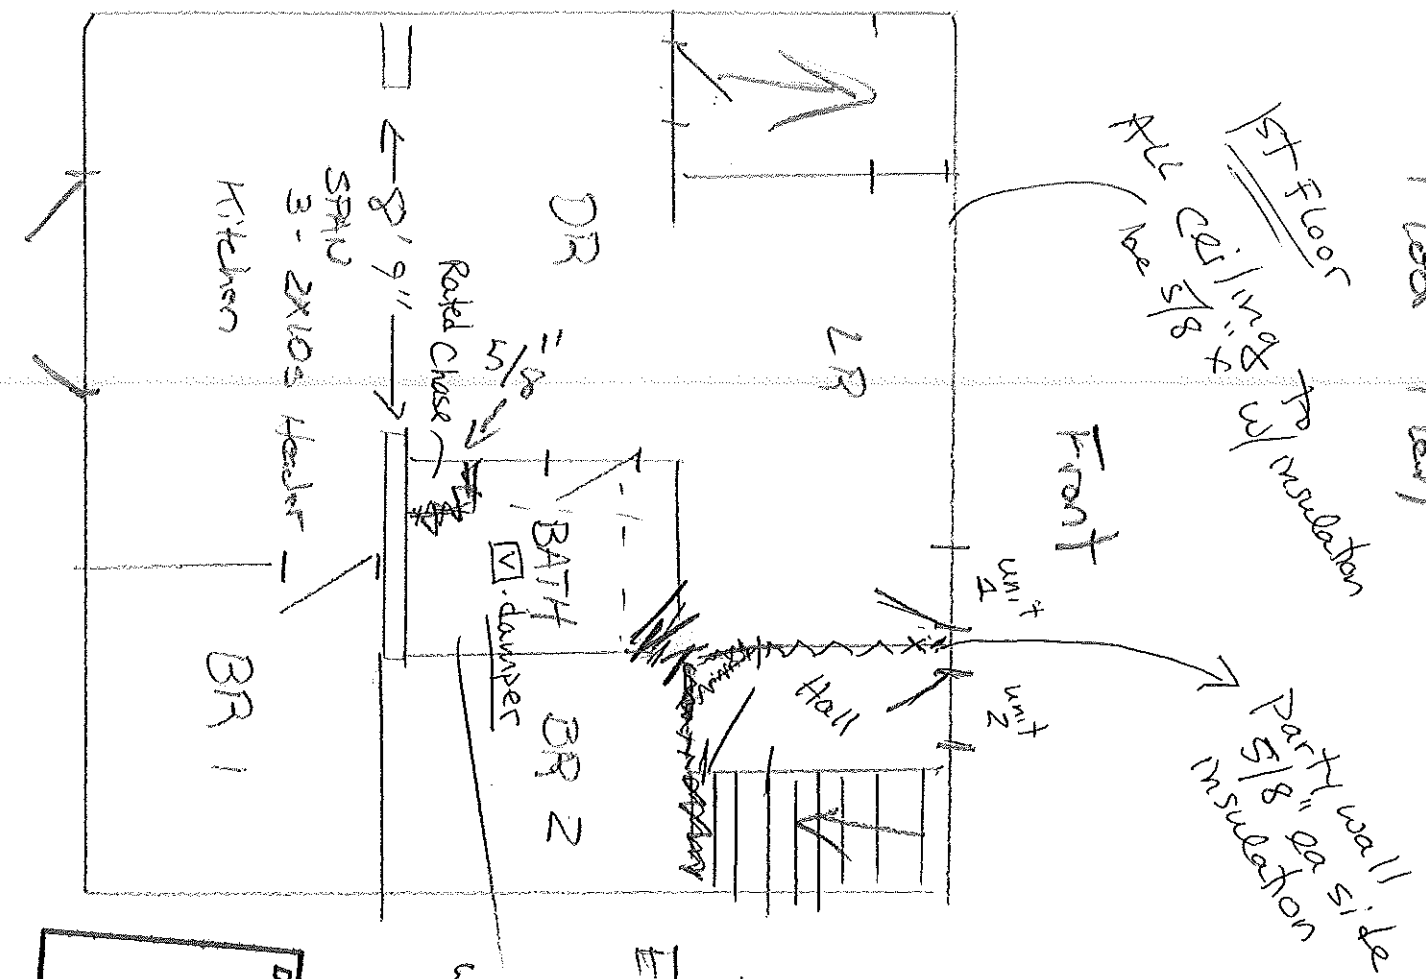 1st Floor
ALL Ceilings to
have 5/8" +
w/ insulation
Front
unit
1
unit
2
Party wall
5/8" ea side
insulation
LR
Hall
DR
BATH
V
damper
BR 2
5/8"
Rated Chase
8' 9"
SPAN
3 - 2x10s Header
Kitchen
BR 1